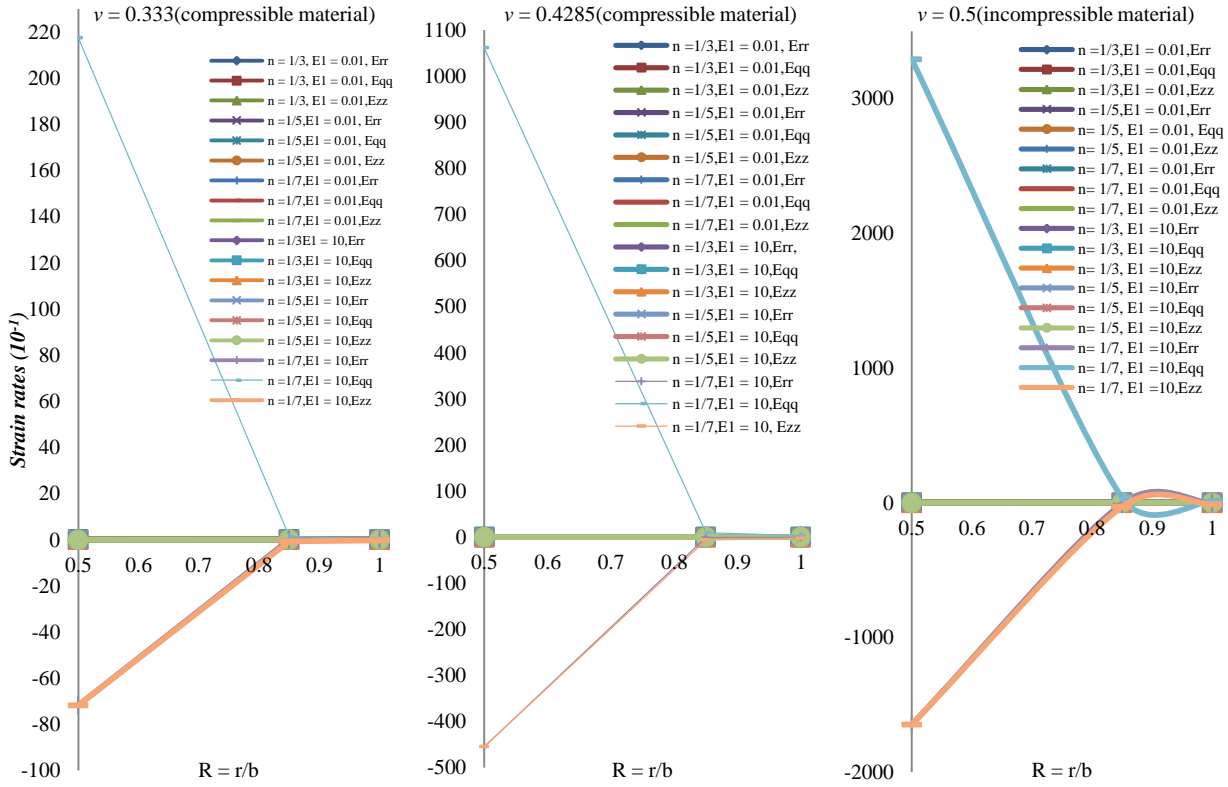 v = 0.333(compressible material)
220
200
180
160
140
120
100
80
60
40
20
0
-20
-40
-60
-80
-100
Strain rates (10⁻¹)
0.5 0.6 0.7 0.8 0.9 1
R = r/b
n = 1/3,E1 = 0.01, Err
n = 1/3, E1 = 0.01, Eqq
n = 1/3, E1 = 0.01,Ezz
n =1/5,E1 = 0.01, Err
n =1/5,E1 = 0.01, Eqq
n =1/5,E1 = 0.01, Ezz
n =1/7,E1 = 0.01,Err
n =1/7,E1 = 0.01,Eqq
n =1/7,E1 = 0.01,Ezz
n =1/3E1 = 10,Err
n =1/3,E1 = 10,Eqq
n =1/3,E1 = 10,Ezz
n =1/5,E1 = 10,Err
n =1/5,E1 = 10,Eqq
n =1/5,E1 = 10,Ezz
n =1/7,E1 = 10,Err
n =1/7,E1 = 10,Eqq
n =1/7,E1 = 10,Ezz
v = 0.4285(compressible material)
1100
1000
900
800
700
600
500
400
300
200
100
0
-100
-200
-300
-400
-500
0.5 0.6 0.7 0.8 0.9 1
R = r/b
n =1/3,E1 = 0.01, Err
n =1/3,E1 = 0.01,Eqq
n =1/3,E1 = 0.01,Ezz
n =1/5,E1 = 0.01,Err
n =1/5,E1 = 0.01,Eqq
n =1/5,E1 = 0.01,Ezz
n =1/7,E1 = 0.01,Err
n =1/7,E1 = 0.01,Eqq
n =1/7,E1 = 0.01,Ezz
n =1/3,E1 = 10,Err,
n =1/3,E1 = 10,Eqq
n =1/3,E1 = 10,Ezz
n =1/5,E1 = 10,Err
n =1/5,E1 = 10,Eqq
n =1/5,E1 = 10,Ezz
n =1/7,E1 = 10,Err
n =1/7,E1 = 10,Eqq
n =1/7,E1 = 10, Ezz
v = 0.5(incompressible material)
3000
2000
1000
0
-1000
-2000
0.5 0.6 0.7 0.8 0.9 1
R = r/b
n =1/3,E1 = 0.01,Err
n =1/3,E1 = 0.01,Eqq
n =1/3,E1 = 0.01,Ezz
n =1/5,E1 = 0.01,Err
n= 1/5,E1 = 0.01, Eqq
n= 1/5, E1 = 0.01,Ezz
n= 1/7, E1 = 0.01,Err
n= 1/7, E1 = 0.01,Eqq
n= 1/7, E1 = 0.01,Ezz
n= 1/3, E1 =10,Err
n= 1/3, E1 =10,Eqq
n= 1/3, E1 =10,Ezz
n= 1/5, E1 =10,Err
n= 1/5, E1 =10,Eqq
n= 1/5, E1 =10,Ezz
n= 1/7, E1 =10,Err
n= 1/7, E1 =10,Eqq
n= 1/7, E1 =10,Ezz